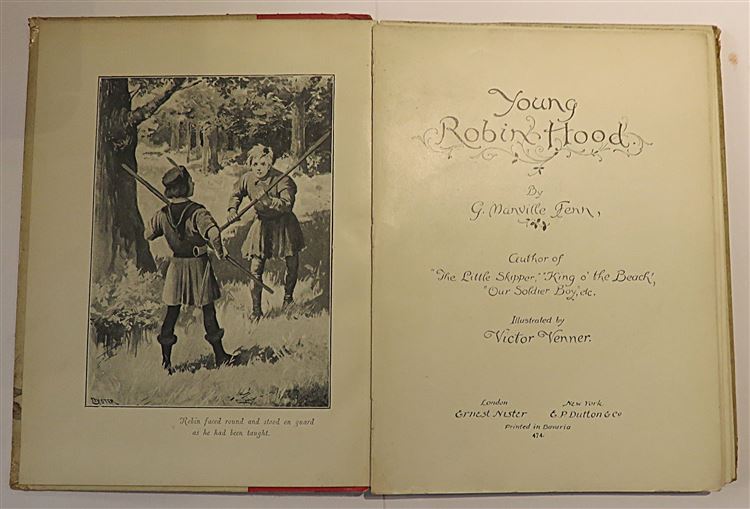 Robin faced round and stood en guard
as he had been taught.
Young
Robin Hood.
By
G. Manville Fenn,
Author of
"The Little Skipper," "King o' the Beach",
"Our Soldier Boy", etc.
Illustrated by
Victor Venner.
London
Ernest Nister
New York
E. P. Dutton & Co
Printed in Bavaria
474.